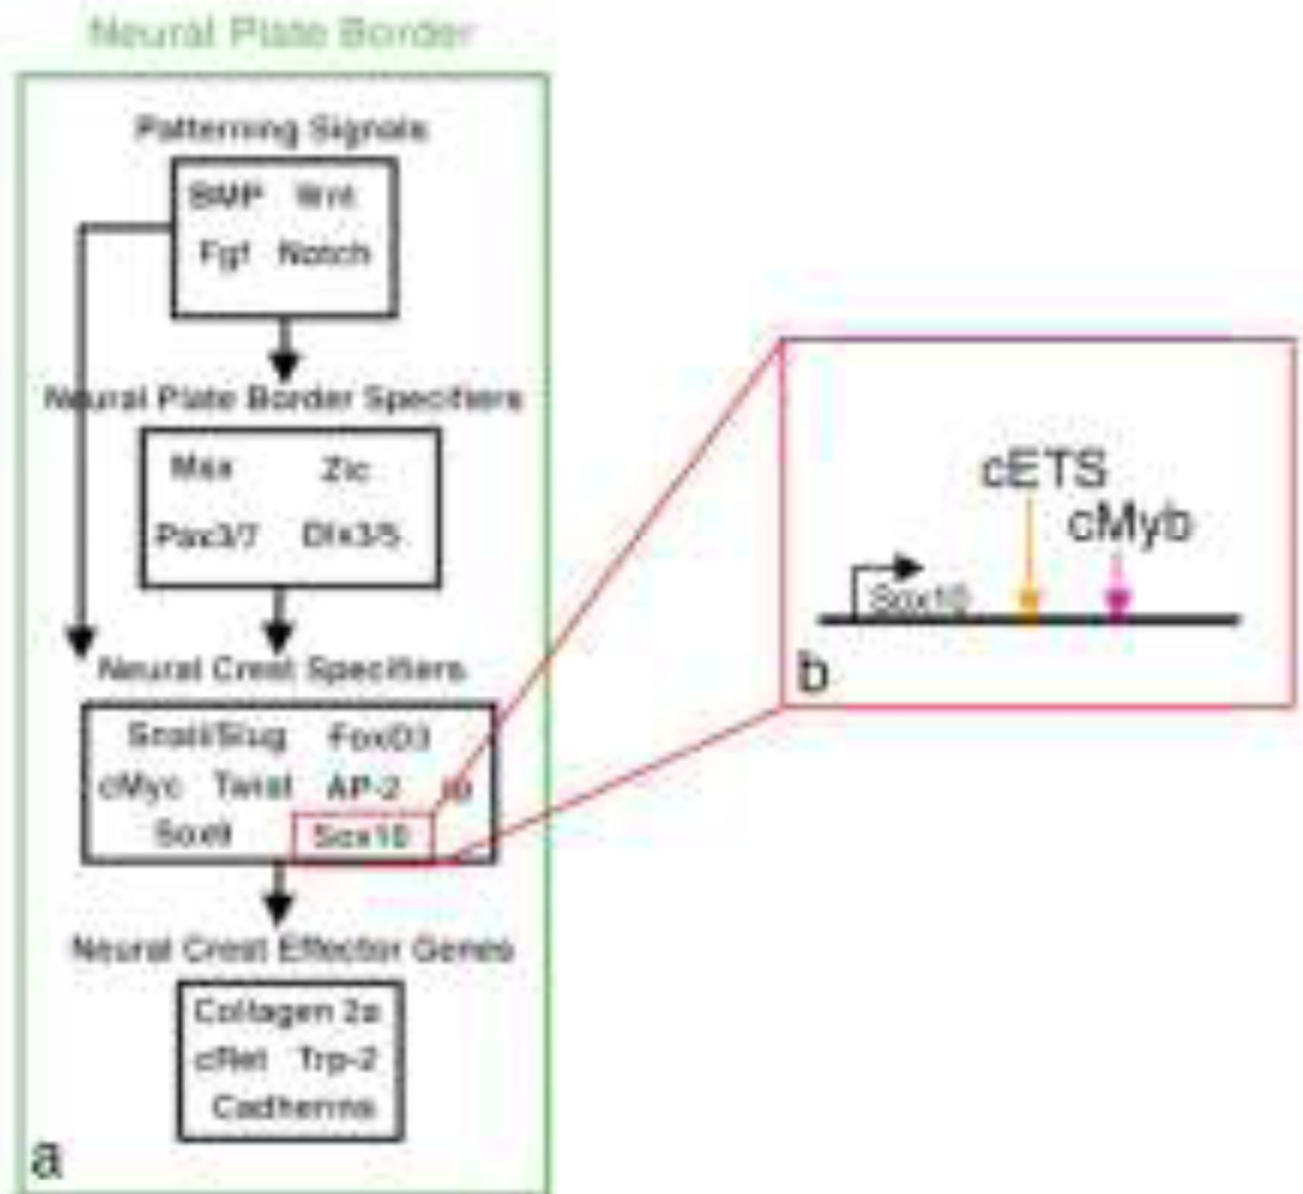 Neural Plate Border
Patterning Signals
BMP Wnt
Fgf Notch
Neural Plate Border Specifiers
Msx Zic
Pax3/7 Dlx3/5
Neural Crest Specifiers
Snail/Slug FoxD3
cMyc Twist AP-2 Id
Sox9 Sox10
Neural Crest Effector Genes
Collagen 2a
cRet Trp-2
Cadherins
a
cETS
cMyb
Sox10
b